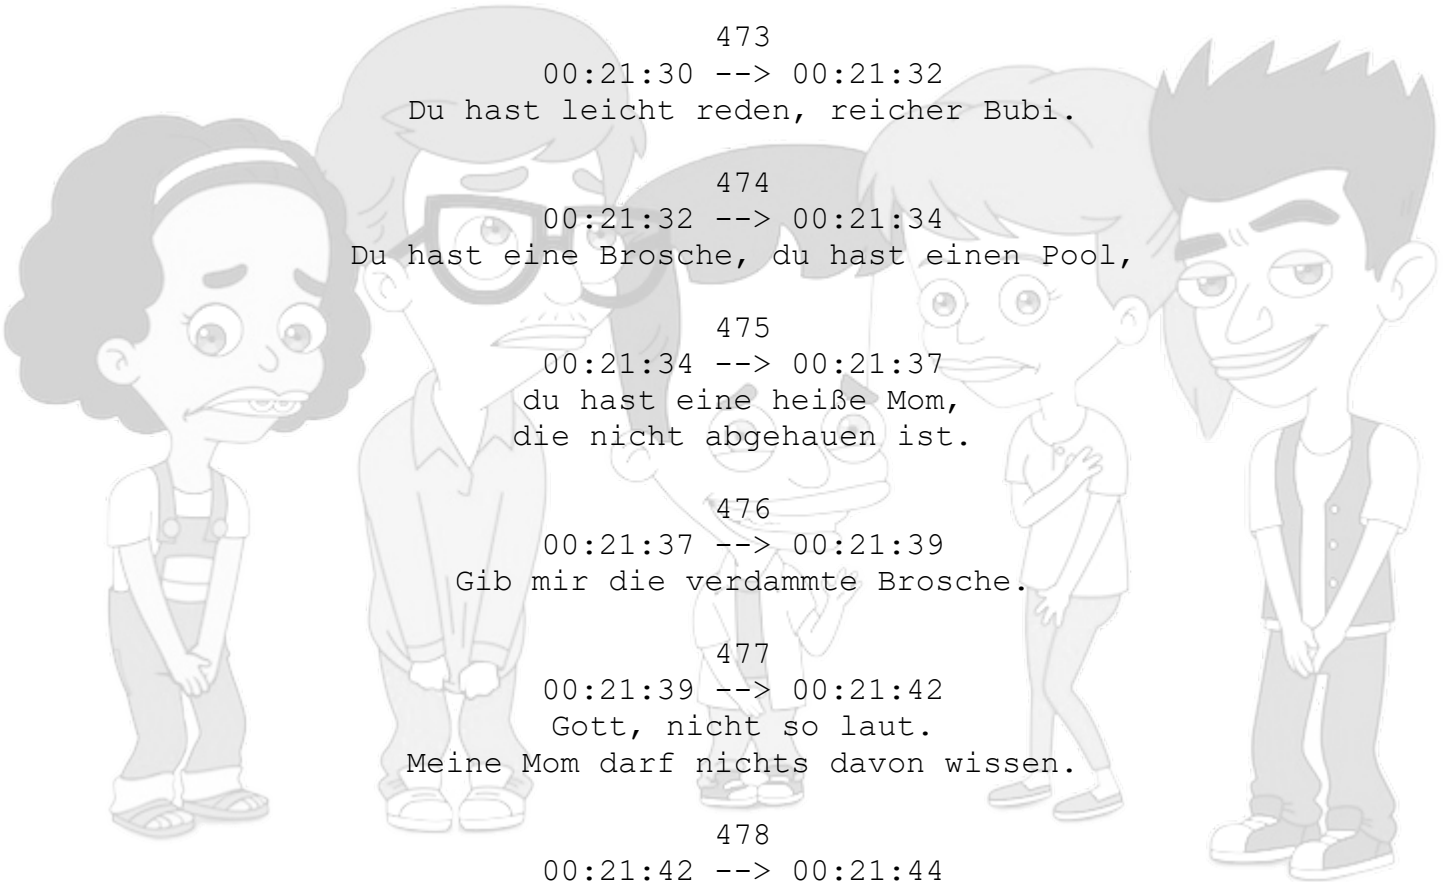 473
00:21:30 --> 00:21:32
Du hast leicht reden, reicher Bubi.
474
00:21:32 --> 00:21:34
Du hast eine Brosche, du hast einen Pool,
475
00:21:34 --> 00:21:37
du hast eine heiße Mom,
die nicht abgehauen ist.
476
00:21:37 --> 00:21:39
Gib mir die verdammte Brosche.
477
00:21:39 --> 00:21:42
Gott, nicht so laut.
Meine Mom darf nichts davon wissen.
478
00:21:42 --> 00:21:44